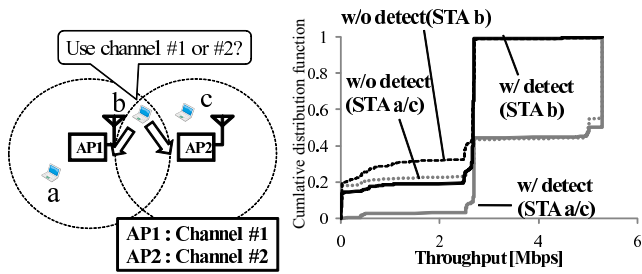 Use channel #1 or #2?
b
c
AP1
AP2
a
AP1 : Channel #1
AP2 : Channel #2
Cumlative distribution function
1
0.8
0.6
0.4
0.2
0
0
2
4
6
Throughput [Mbps]
w/o detect(STA b)
w/o detect
(STA a/c)
w/ detect
(STA b)
w/ detect
(STA a/c)